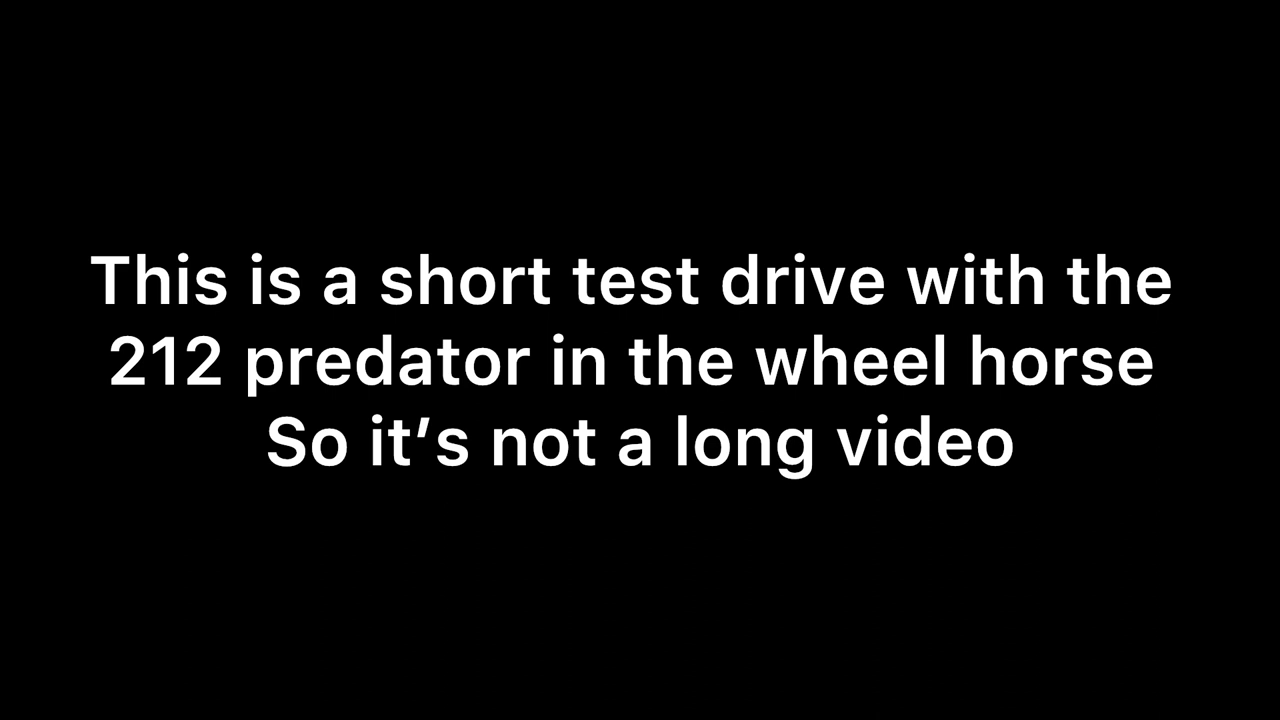 This is a short test drive with the
212 predator in the wheel horse
So it’s not a long video